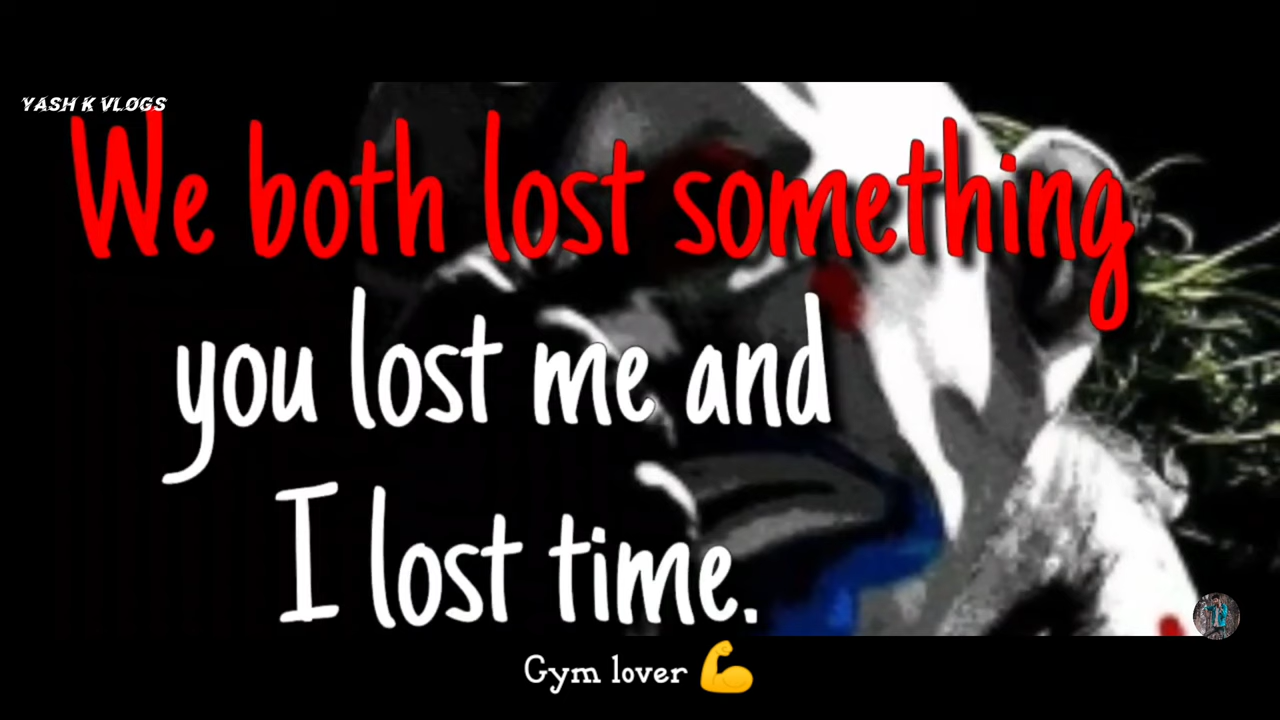 YASH K VLOGS
We both lost something
you lost me and
I lost time.
Gym lover 💪